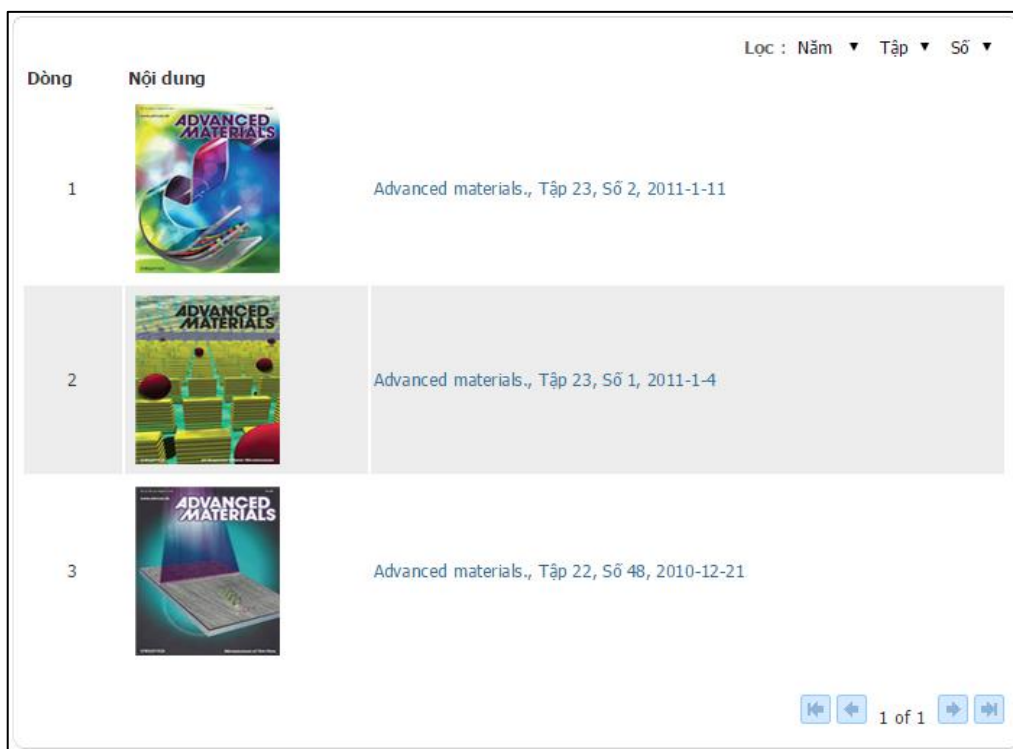 Lọc : Năm ▼ Tập ▼ Số ▼
Dòng Nội dung
ADVANCED
MATERIALS
1 Advanced materials., Tập 23, Số 2, 2011-1-11
ADVANCED
MATERIALS
2 Advanced materials., Tập 23, Số 1, 2011-1-4
ADVANCED
MATERIALS
3 Advanced materials., Tập 22, Số 48, 2010-12-21
1 of 1